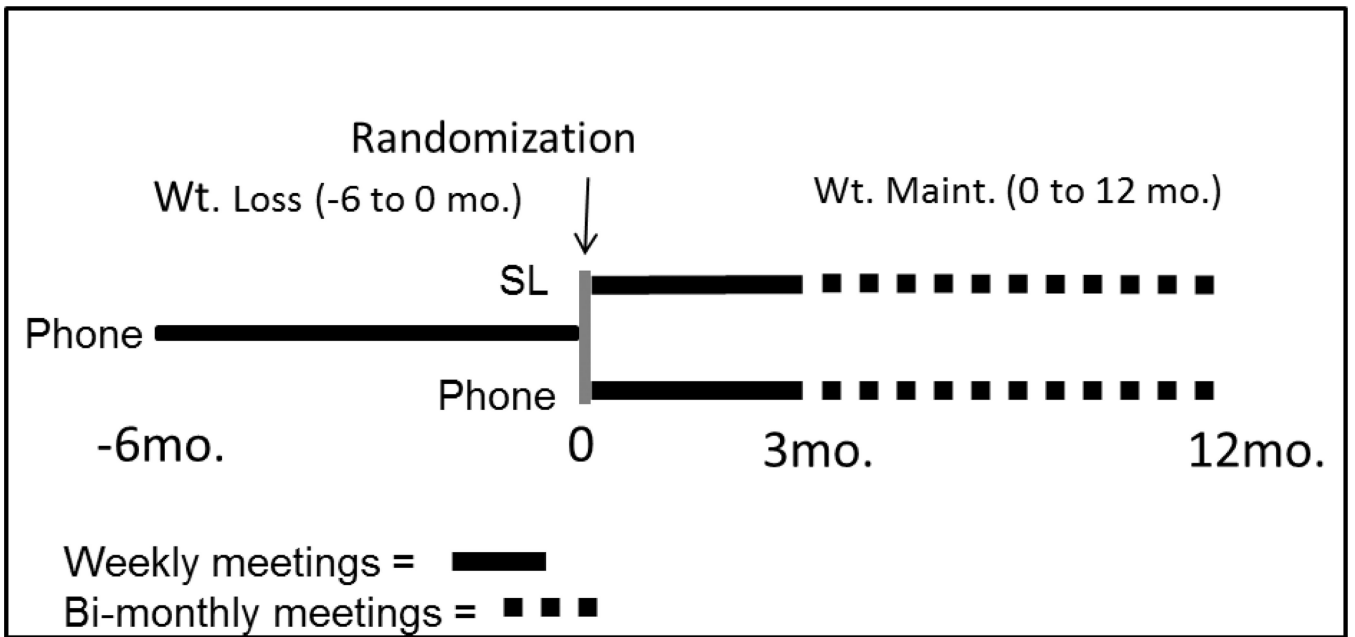 Randomization
Wt. Loss (-6 to 0 mo.)
Wt. Maint. (0 to 12 mo.)
SL
Phone
Phone
-6mo.
0
3mo.
12mo.
Weekly meetings =
Bi-monthly meetings =